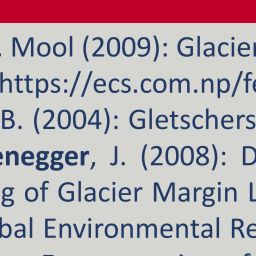 . Mool (2009): Glacier
https://ecs.com.np/fe
B. (2004): Gletschers
enegger, J. (2008): D
g of Glacier Margin L
bal Environmental Re